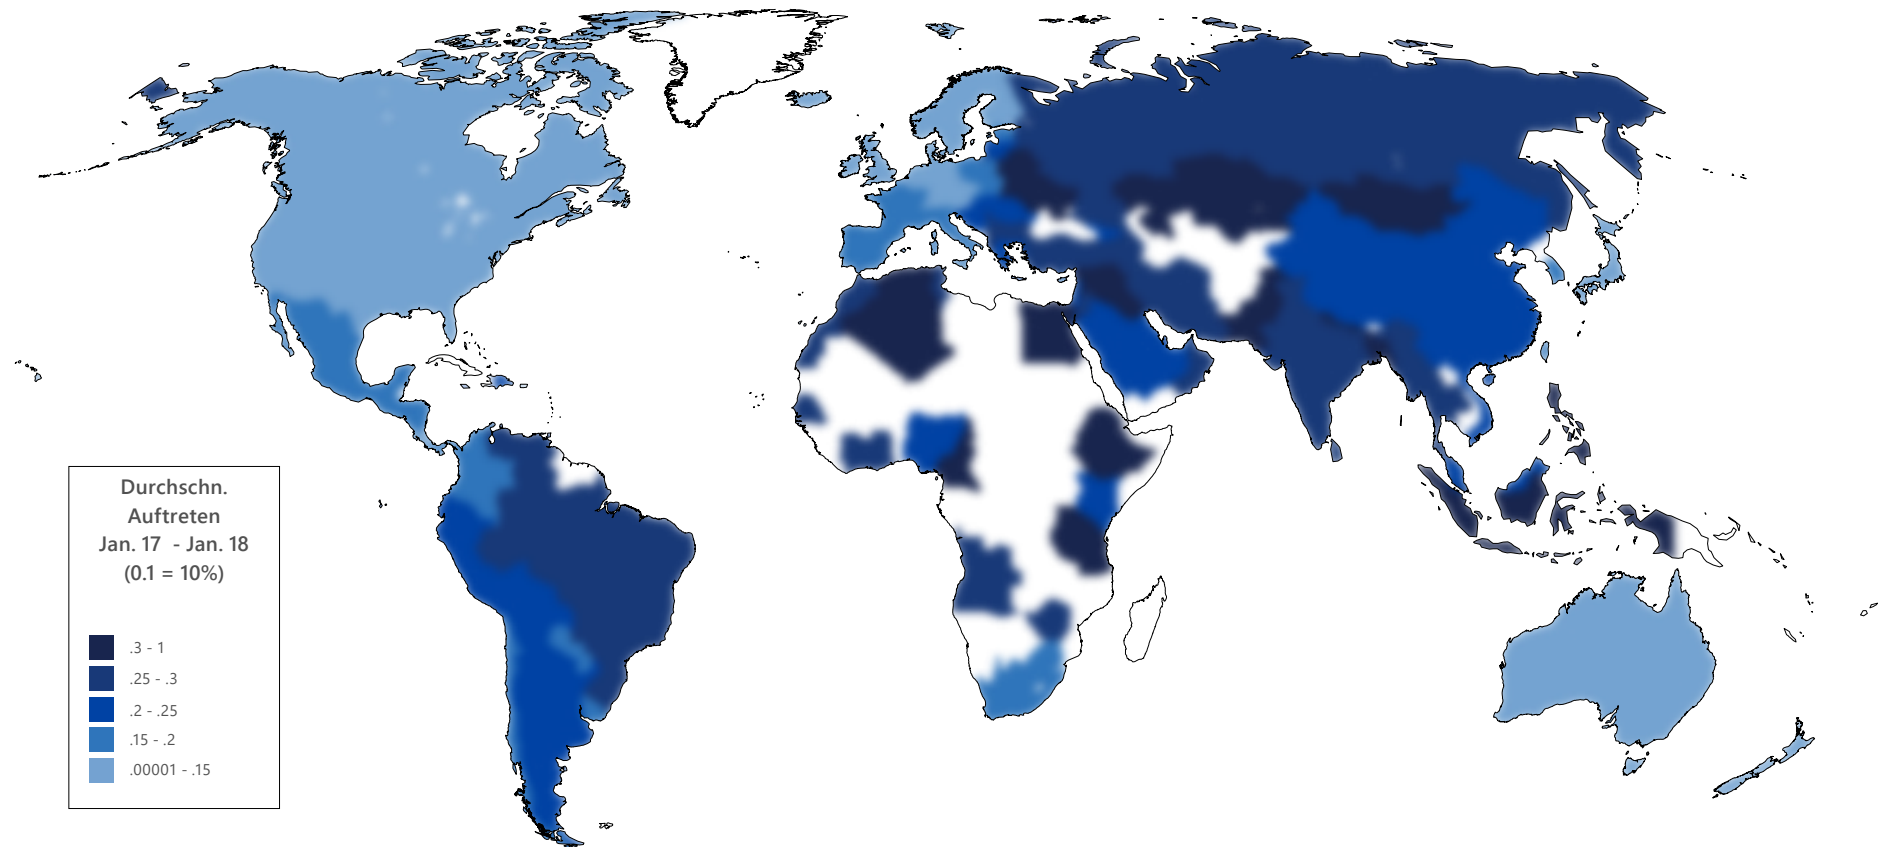 Durchschn.
Auftreten
Jan. 17 - Jan. 18
(0.1 = 10%)
.3 - 1
.25 - .3
.2 - .25
.15 - .2
.00001 - .15